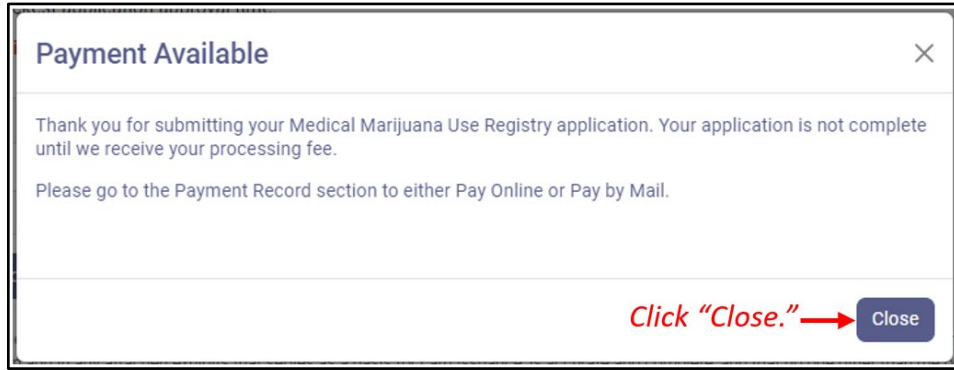 Payment Available
Thank you for submitting your Medical Marijuana Use Registry application. Your application is not complete
until we receive your processing fee.
Please go to the Payment Record section to either Pay Online or Pay by Mail.
Click “Close.”
Close